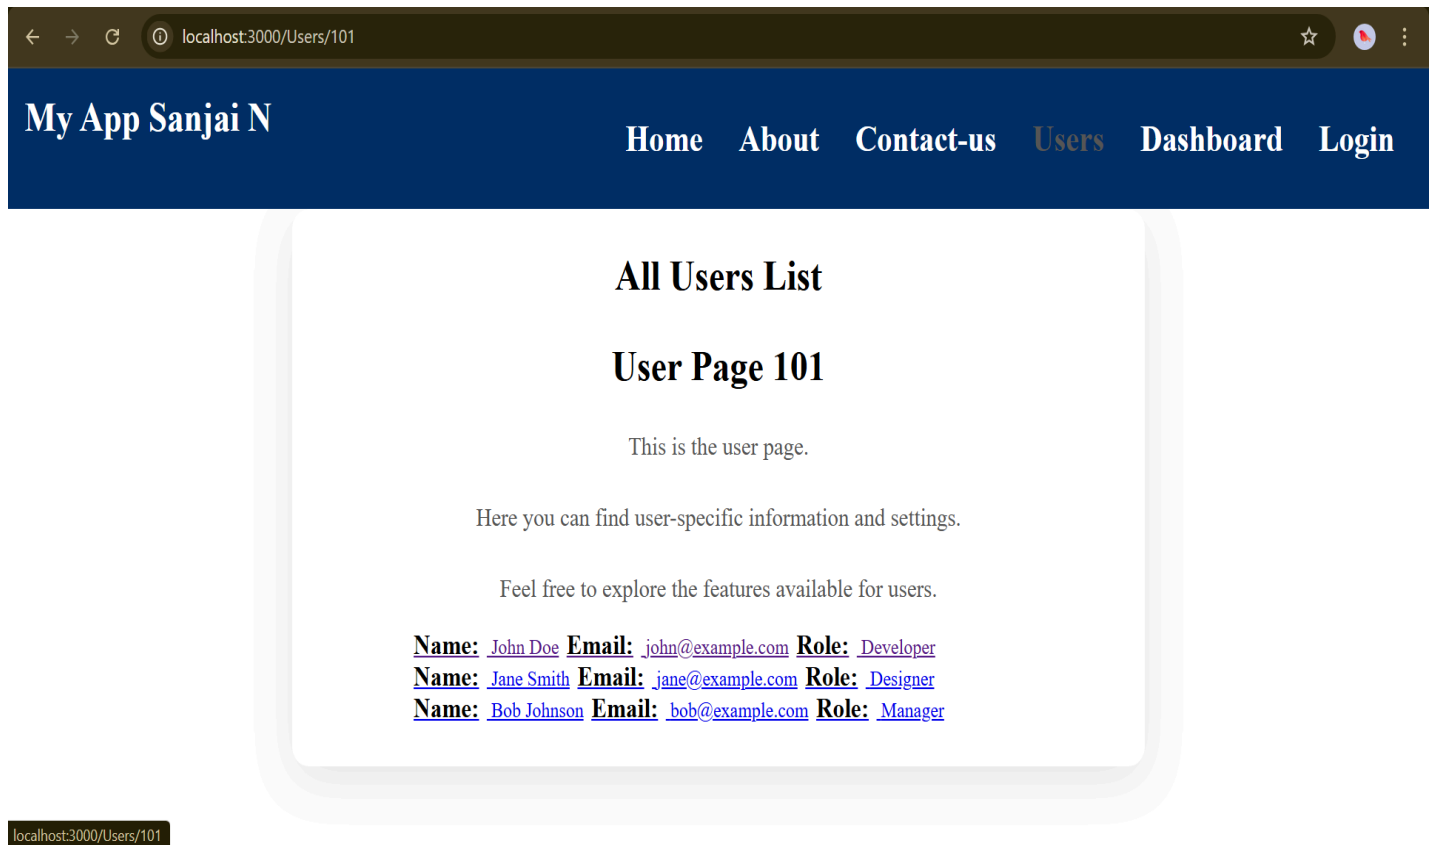 localhost:3000/Users/101
My App Sanjai N
Home About Contact-us Users Dashboard Login
All Users List
User Page 101
This is the user page.
Here you can find user-specific information and settings.
Feel free to explore the features available for users.
Name: John Doe Email: john@example.com Role: Developer
Name: Jane Smith Email: jane@example.com Role: Designer
Name: Bob Johnson Email: bob@example.com Role: Manager
localhost:3000/Users/101